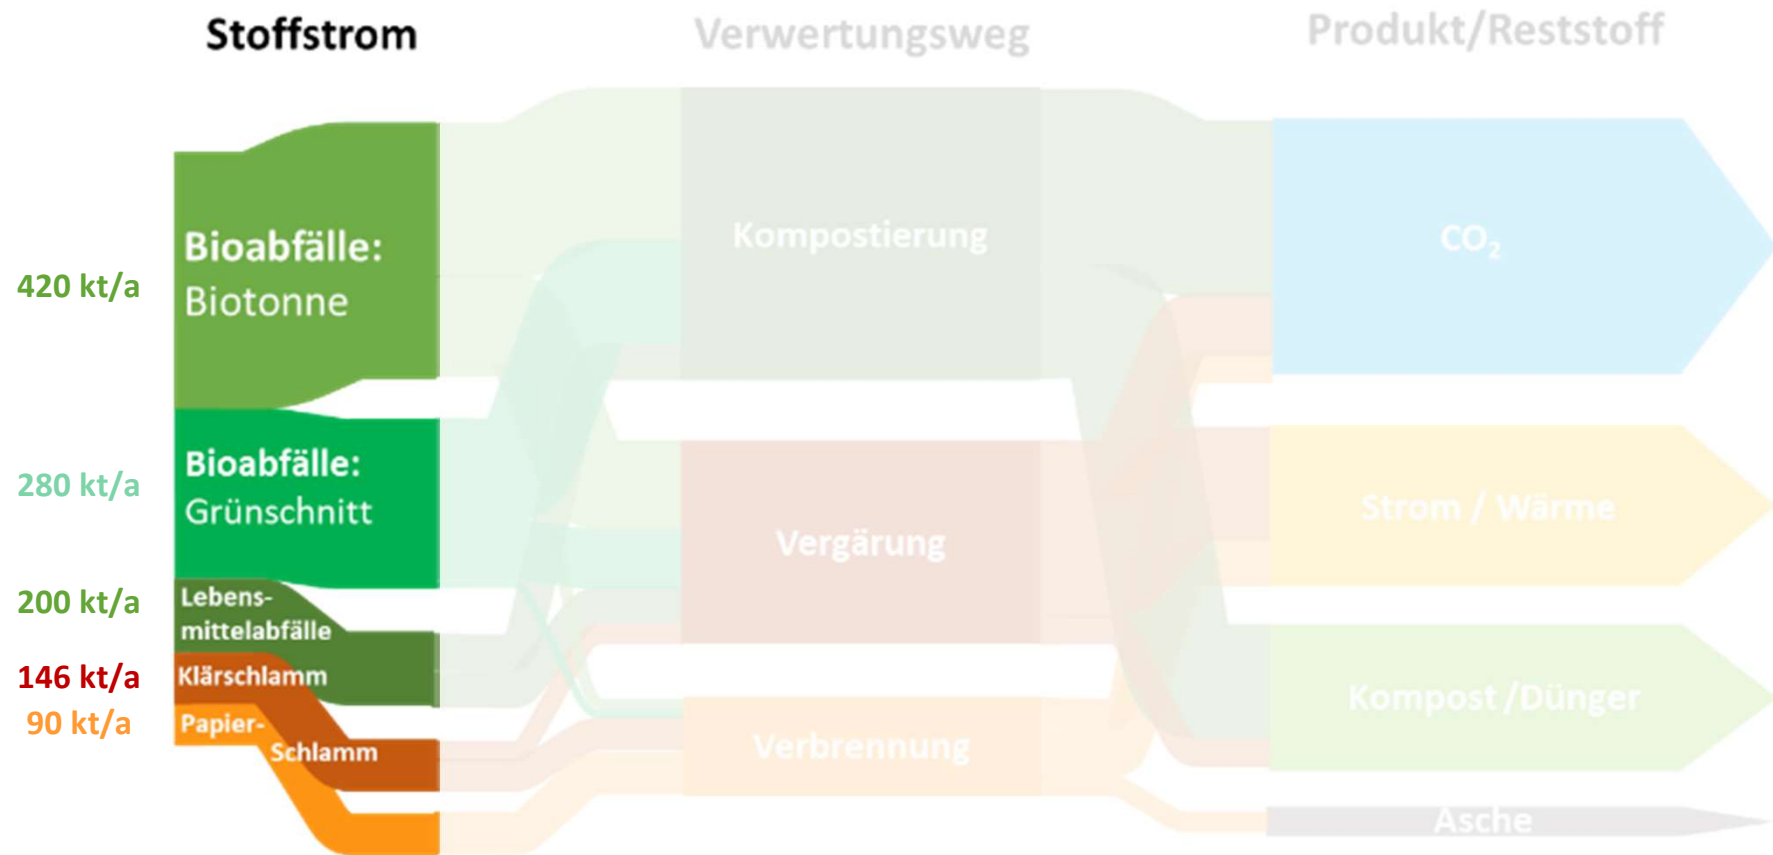 Stoffstrom
Verwertungsweg
Produkt/Reststoff
420 kt/a
Bioabfälle:
Biotonne
280 kt/a
Bioabfälle:
Grünschnitt
200 kt/a
Lebens-
mittelabfälle
146 kt/a
Klärschlamm
90 kt/a
Papier-
Schlamm
Kompostierung
Vergärung
Verbrennung
CO₂
Strom / Wärme
Kompost /Dünger
Asche